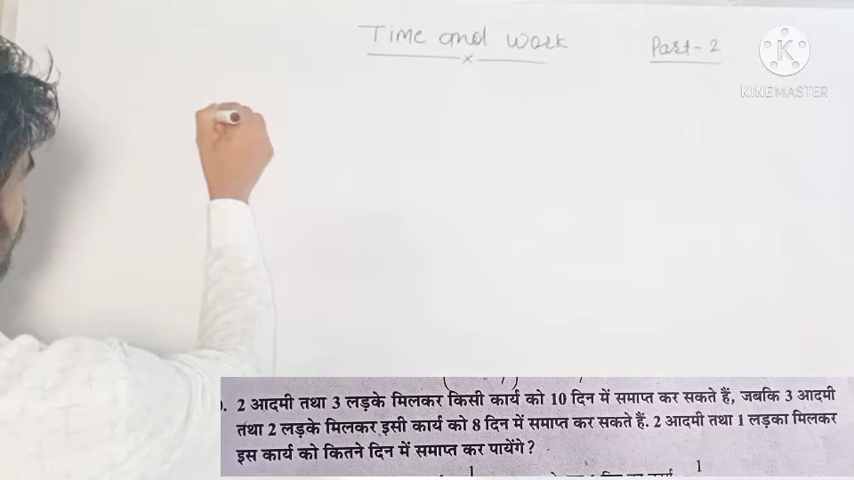 Time and work
Part-2
KINEMASTER
2 आदमी तथा 3 लड़के मिलकर किसी कार्य को 10 दिन में समाप्त कर सकते हैं, जबकि 3 आदमी
तथा 2 लड़के मिलकर इसी कार्य को 8 दिन में समाप्त कर सकते हैं. 2 आदमी तथा 1 लड़का मिलकर
इस कार्य को कितने दिन में समाप्त कर पायेंगे?